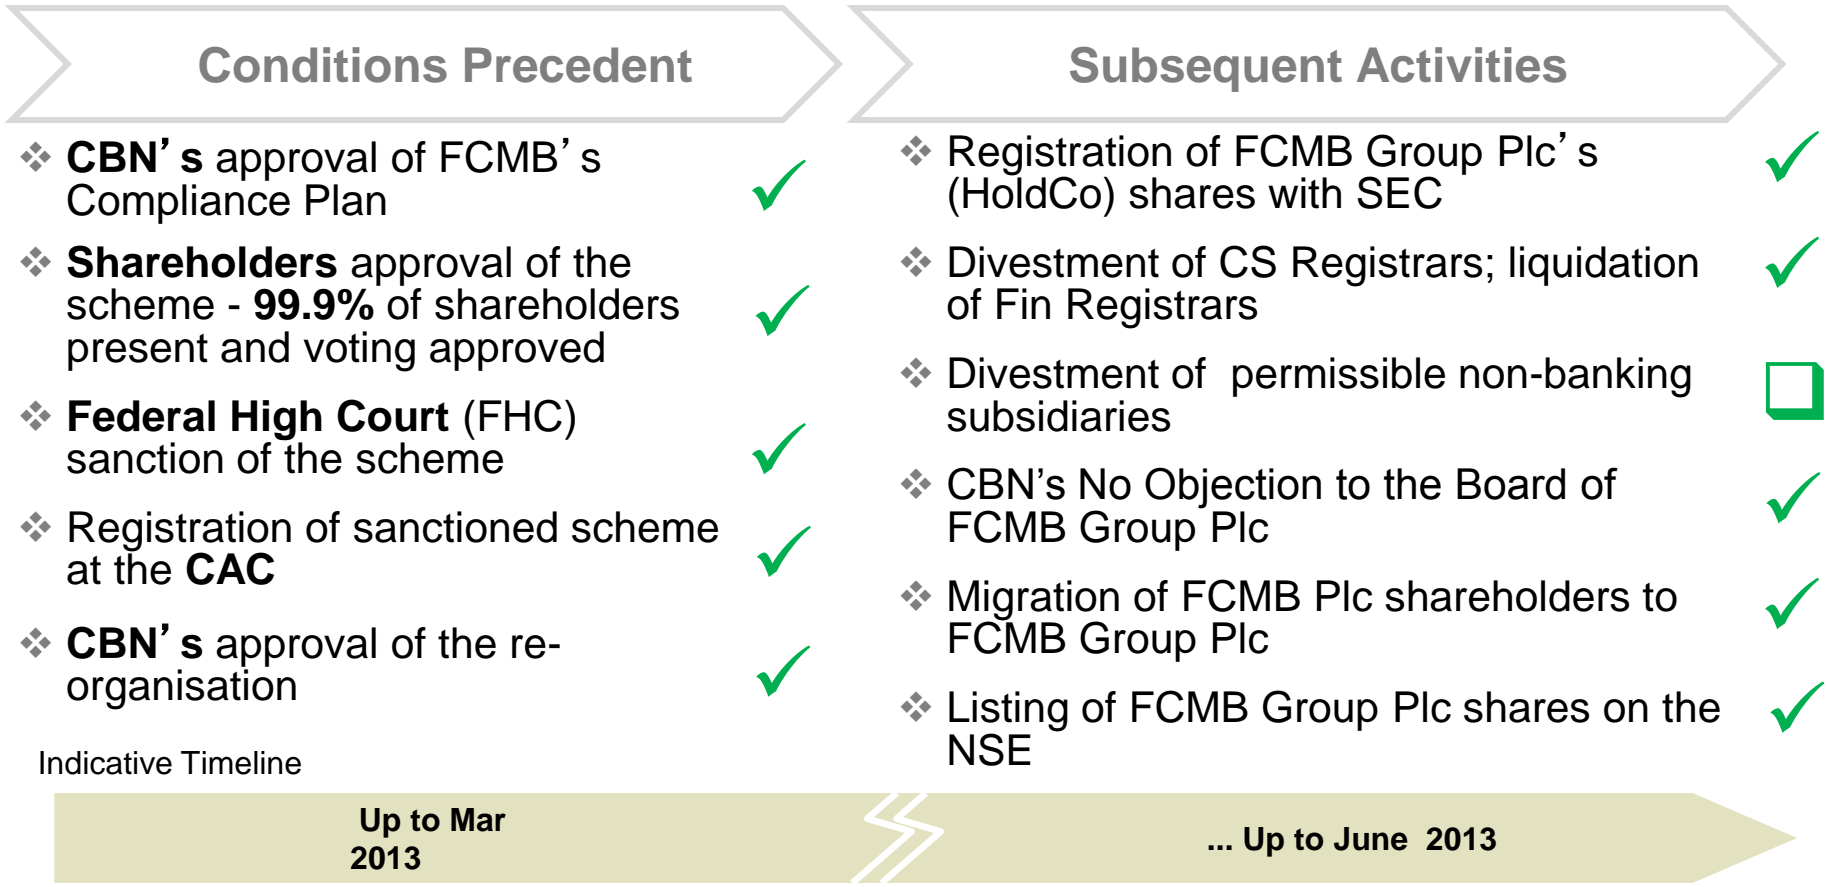 Conditions Precedent
CBN's approval of FCMB's
Compliance Plan
Shareholders approval of the
scheme - 99.9% of shareholders
present and voting approved
Federal High Court (FHC)
sanction of the scheme
Registration of sanctioned scheme
at the CAC
CBN's approval of the re-
organisation
Subsequent Activities
Registration of FCMB Group Plc's
(HoldCo) shares with SEC
Divestment of CS Registrars; liquidation
of Fin Registrars
Divestment of permissible non-banking
subsidiaries
CBN's No Objection to the Board of
FCMB Group Plc
Migration of FCMB Plc shareholders to
FCMB Group Plc
Listing of FCMB Group Plc shares on the
NSE
Indicative Timeline
Up to Mar
2013
... Up to June 2013